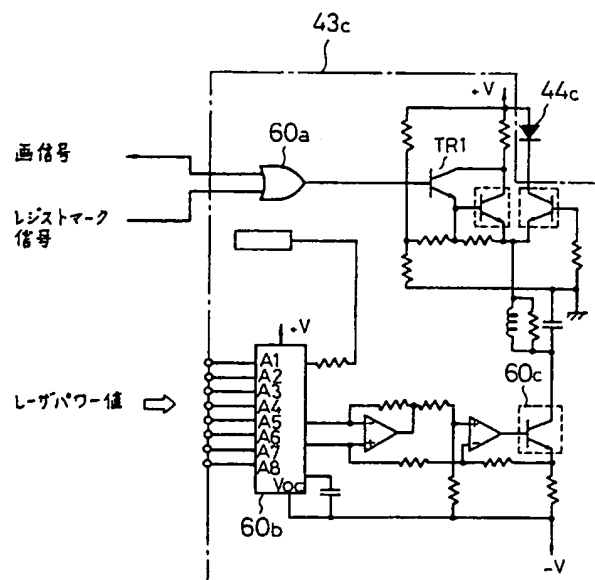 43c
+V
44c
60a
TR1
画信号
レジストマーク
信号
+V
A1
A2
A3
A4
A5
A6
A7
A8
レーザパワー値
60c
Voc
60b
-V